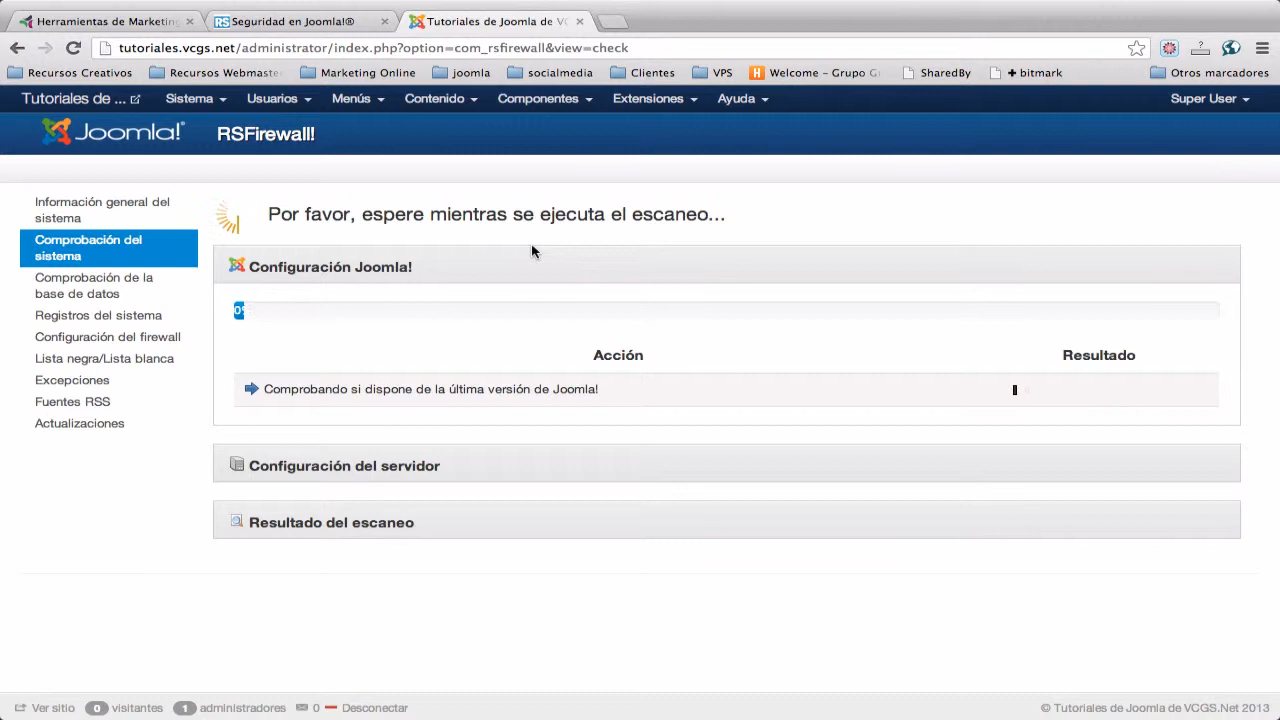 Herramientas de Marketing
RS Seguridad en Joomla!®
Tutoriales de Joomla de VC
tutoriales.vcgs.net/administrator/index.php?option=com_rsfirewall&view=check
Recursos Creativos
Recursos Webmaste
Marketing Online
joomla
socialmedia
Clientes
VPS
H Welcome – Grupo G
SharedBy
+ bitmark
Otros marcadores
Tutoriales de ...
Sistema
Usuarios
Menús
Contenido
Componentes
Extensiones
Ayuda
Super User
Joomla!®
RSFirewall!
Información general del
sistema
Comprobación del
sistema
Comprobación de la
base de datos
Registros del sistema
Configuración del firewall
Lista negra/Lista blanca
Excepciones
Fuentes RSS
Actualizaciones
Por favor, espere mientras se ejecuta el escaneo...
Configuración Joomla!
Acción
Resultado
Comprobando si dispone de la última versión de Joomla!
Configuración del servidor
Resultado del escaneo
Ver sitio
0 visitantes
1 administradores
0
Desconectar
© Tutoriales de Joomla de VCGS.Net 2013